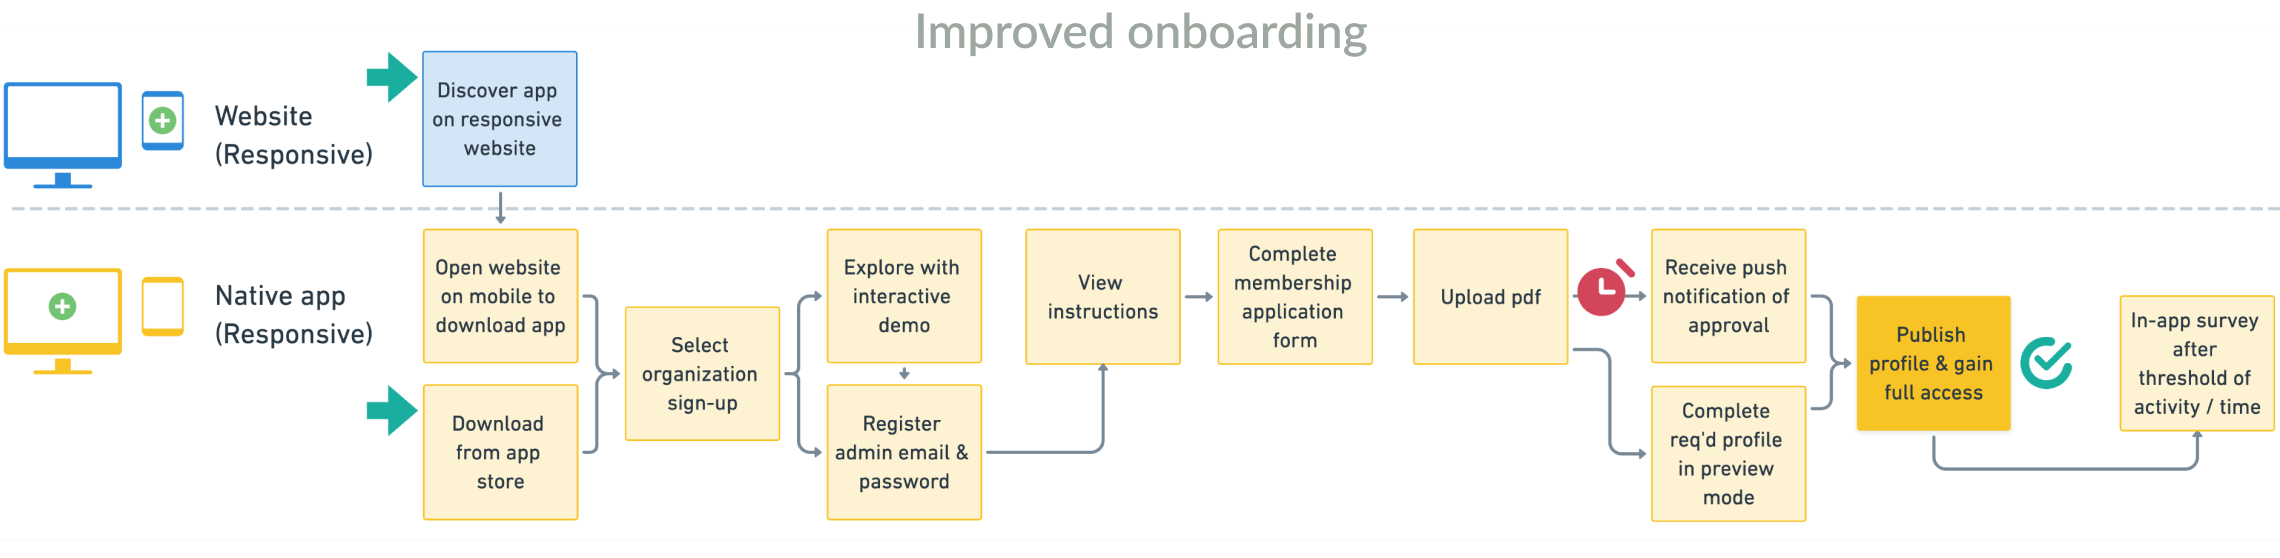 Improved onboarding
Website
(Responsive)
Discover app
on responsive
website
Native app
(Responsive)
Open website
on mobile to
download app
Download
from app
store
Select
organization
sign-up
Explore with
interactive
demo
Register
admin email &
password
View
instructions
Complete
membership
application
form
Upload pdf
Receive push
notification of
approval
Complete
req'd profile
in preview
mode
Publish
profile & gain
full access
In-app survey
after
threshold of
activity / time